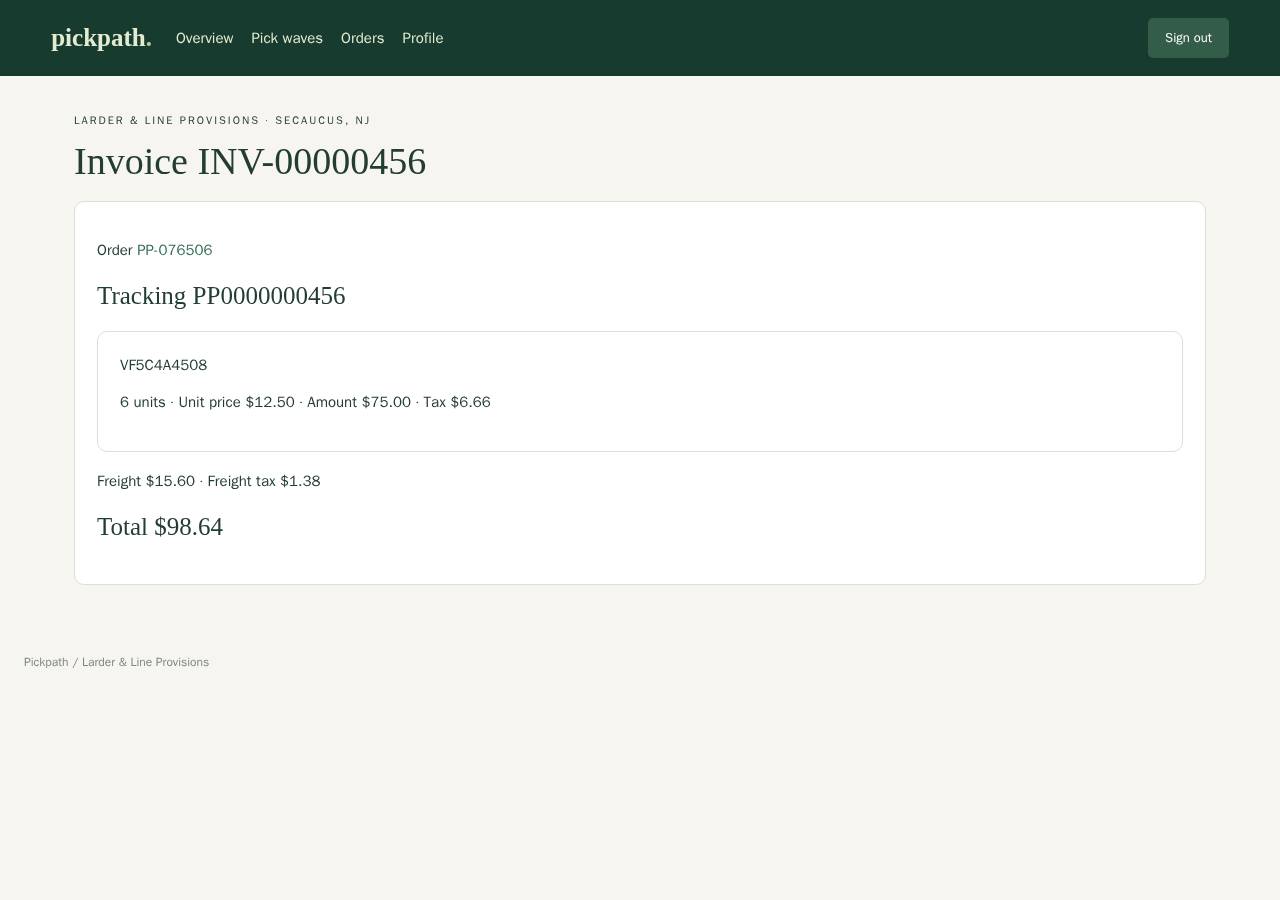 pickpath. Overview Pick waves Orders Profile Sign out
LARDER & LINE PROVISIONS · SECAUCUS, NJ
Invoice INV-00000456
Order PP-076506
Tracking PP0000000456
VF5C4A4508
6 units · Unit price $12.50 · Amount $75.00 · Tax $6.66
Freight $15.60 · Freight tax $1.38
Total $98.64
Pickpath / Larder & Line Provisions